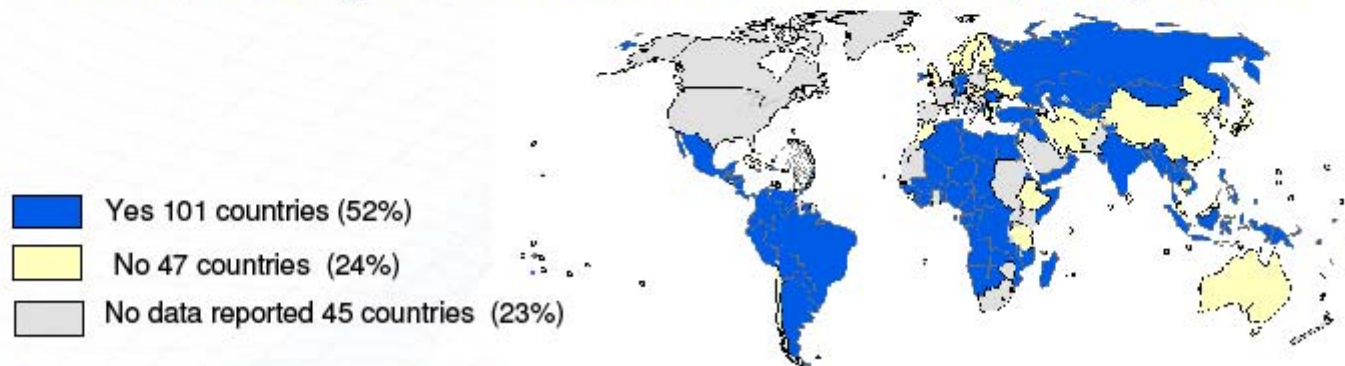 Yes 101 countries (52%)
No 47 countries (24%)
No data reported 45 countries (23%)